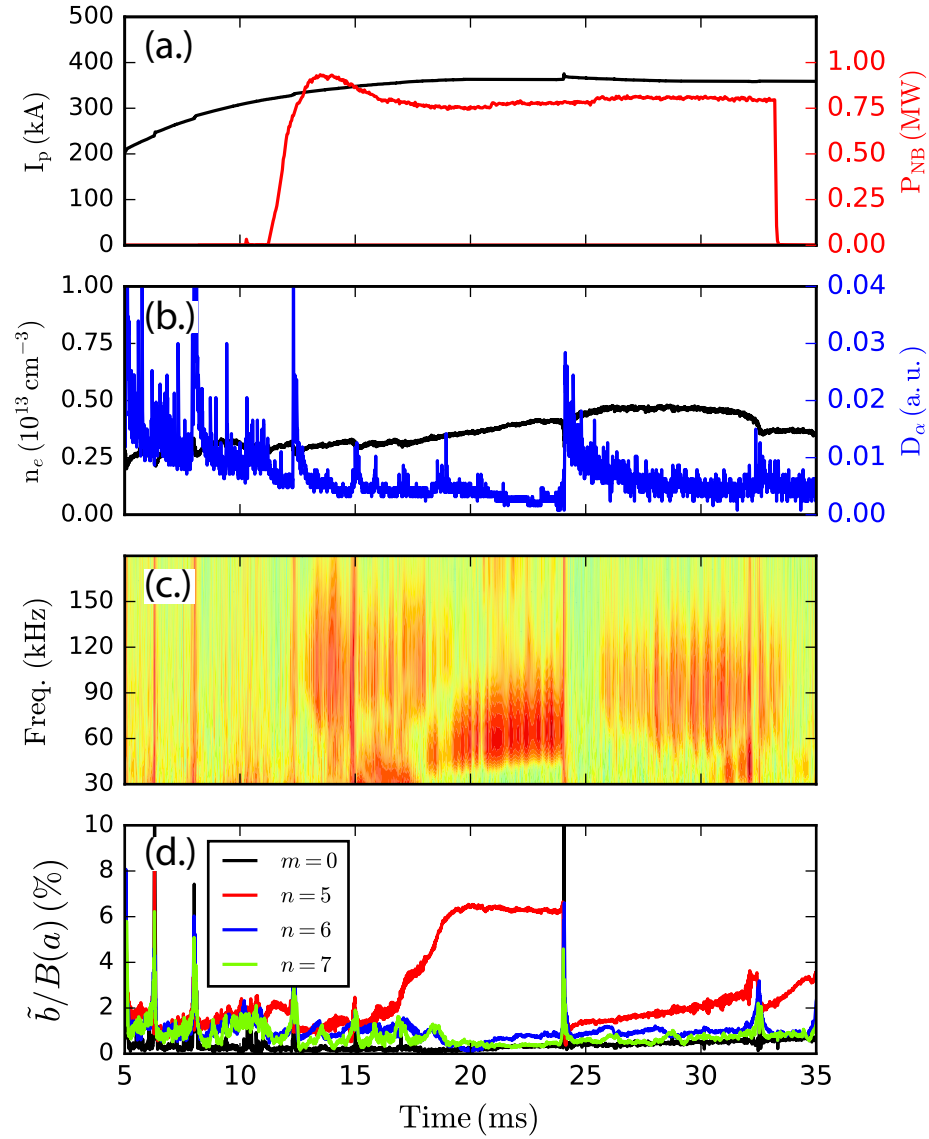 (a.)
500
400
300
200
100
0
I_p (kA)
1.00
0.75
0.50
0.25
0.00
P_NB (MW)
(b.)
1.00
0.75
0.50
0.25
0.00
n_e (10^13 cm^−3)
0.04
0.03
0.02
0.01
0.00
D_α (a.u.)
(c.)
150
120
90
60
30
Freq. (kHz)
(d.)
10
8
6
4
2
0
b̃/B(a) (%)
m=0
n=5
n=6
n=7
5 10 15 20 25 30 35
Time (ms)